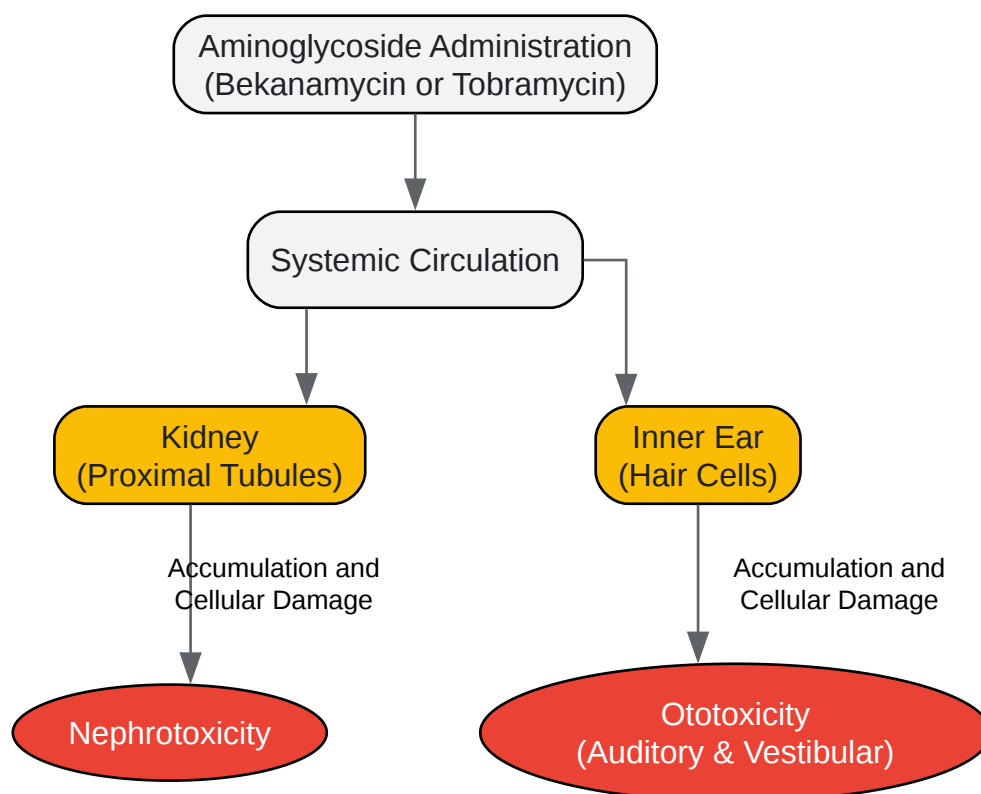 Aminoglycoside Administration
(Bekanamycin or Tobramycin)
Systemic Circulation
Kidney
(Proximal Tubules)
Inner Ear
(Hair Cells)
Accumulation and
Cellular Damage
Accumulation and
Cellular Damage
Nephrotoxicity
Ototoxicity
(Auditory & Vestibular)